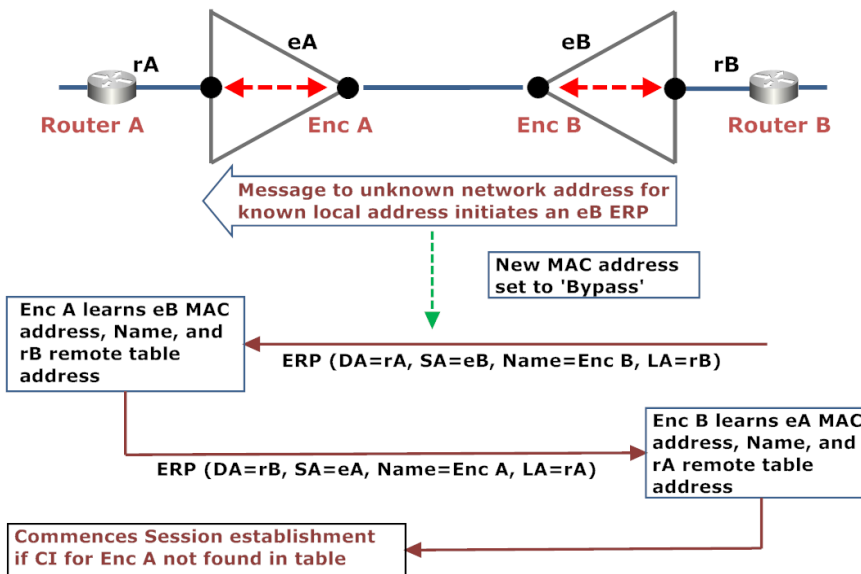 eA
eB
rA
rB
Router A
Enc A
Enc B
Router B
Message to unknown network address for
known local address initiates an eB ERP
New MAC address
set to 'Bypass'
Enc A learns eB MAC
address, Name, and
rB remote table
address
ERP (DA=rA, SA=eB, Name=Enc B, LA=rB)
Enc B learns eA MAC
address, Name, and
rA remote table
address
ERP (DA=rB, SA=eA, Name=Enc A, LA=rA)
Commences Session establishment
if CI for Enc A not found in table